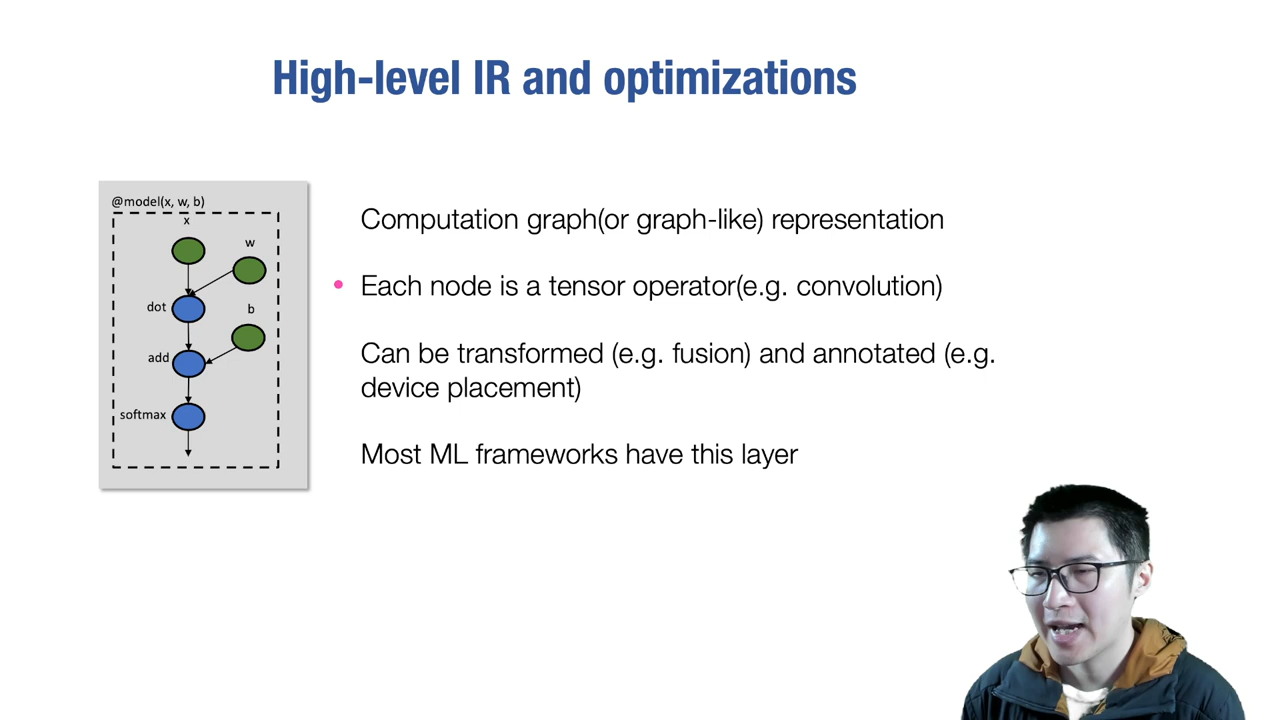 High-level IR and optimizations
@model(x, w, b)
x
w
dot
b
add
softmax
Computation graph(or graph-like) representation
• Each node is a tensor operator(e.g. convolution)
Can be transformed (e.g. fusion) and annotated (e.g.
device placement)
Most ML frameworks have this layer